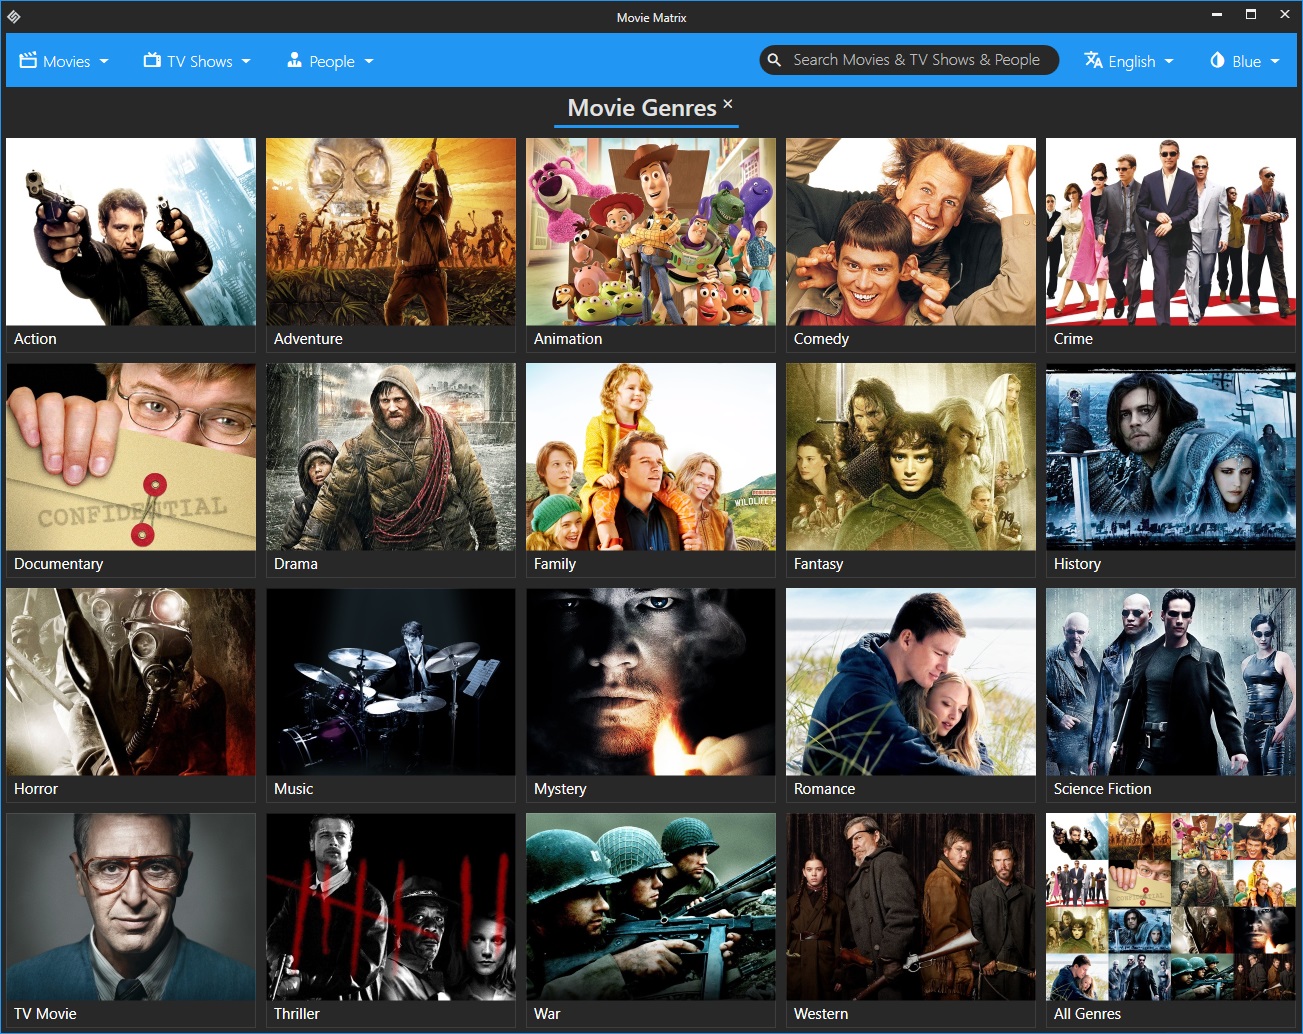 Movie Matrix
Movies
TV Shows
People
Search Movies & TV Shows & People
English
Blue
Movie Genres
Action
Adventure
Animation
Comedy
Crime
CONFIDENTIAL
WILDLIFE P
Documentary
Drama
Family
Fantasy
History
Horror
Music
Mystery
Romance
Science Fiction
TV Movie
Thriller
War
Western
All Genres